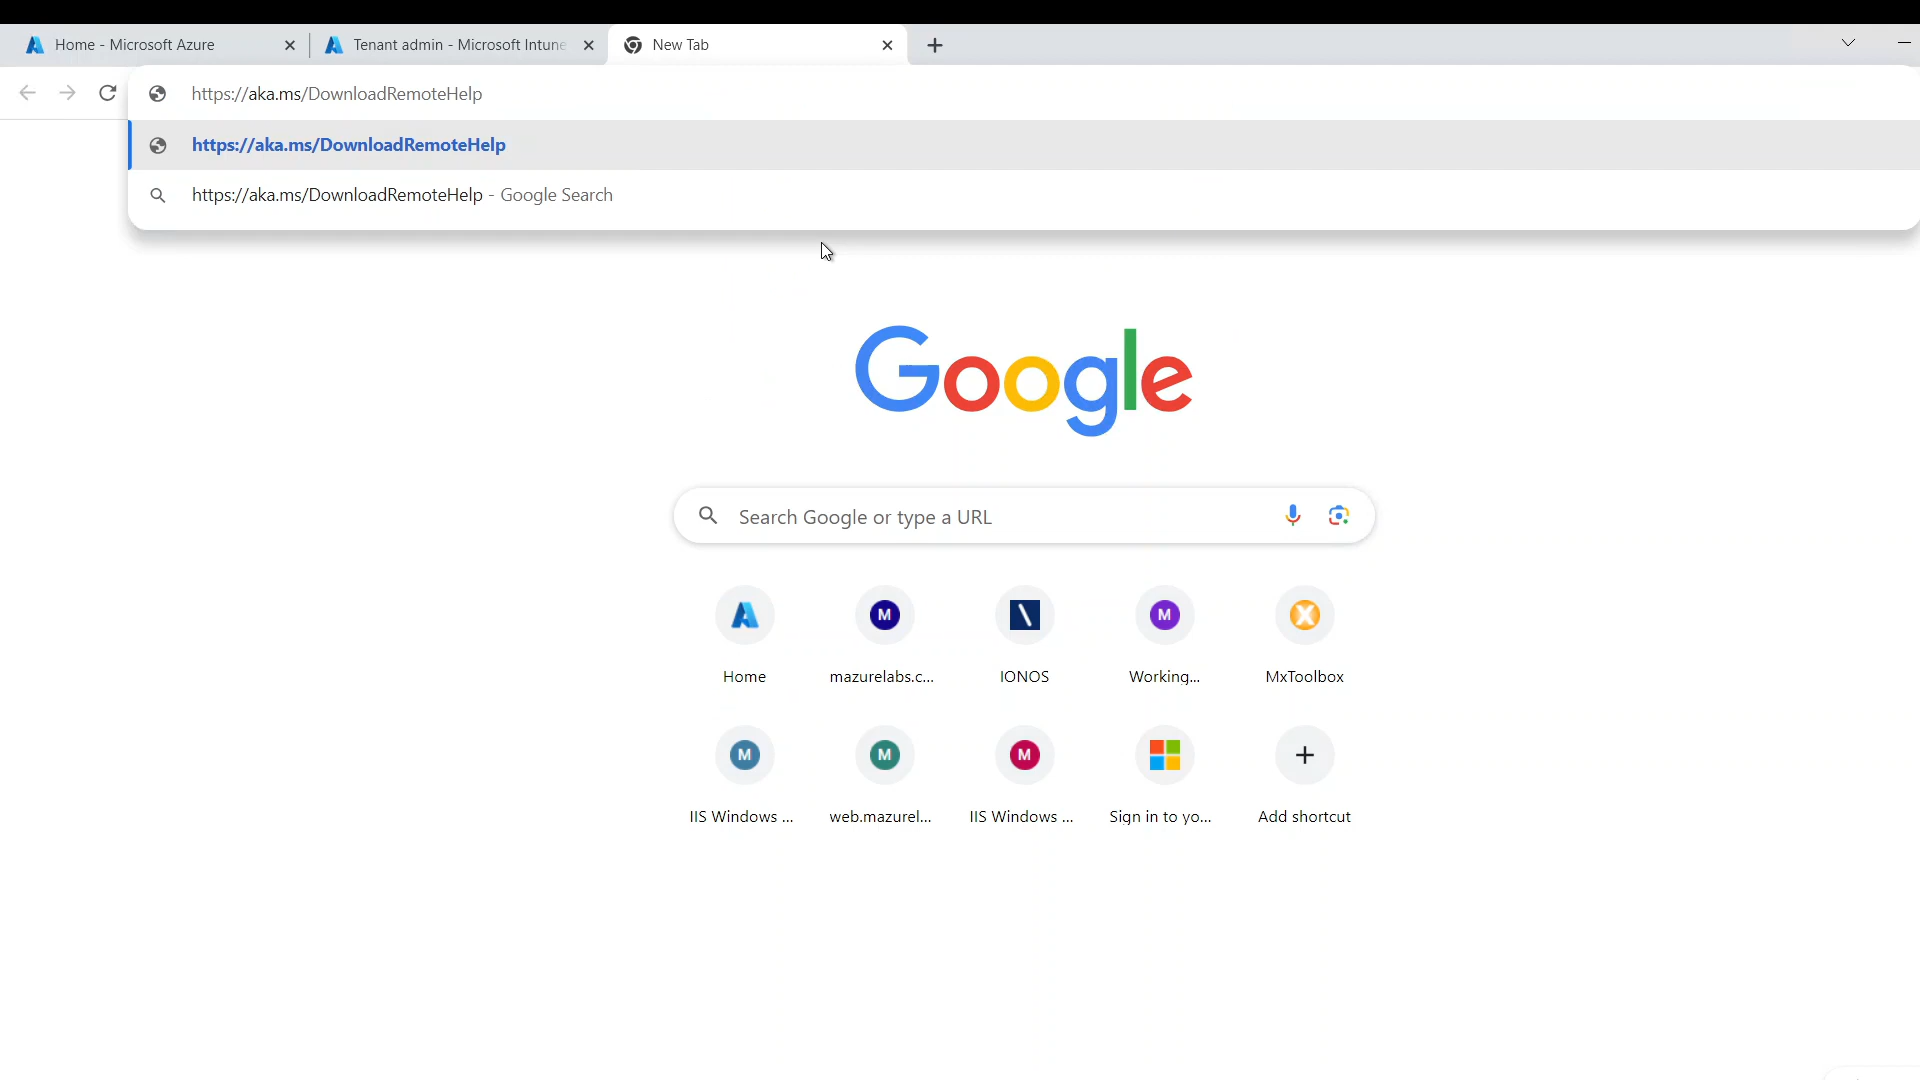 Home - Microsoft Azure
Tenant admin - Microsoft Intune
New Tab
https://aka.ms/DownloadRemoteHelp
https://aka.ms/DownloadRemoteHelp
https://aka.ms/DownloadRemoteHelp - Google Search
Google
Search Google or type a URL
M
M
Home
mazurelabs.c...
IONOS
Working...
MxToolbox
M
M
M
IIS Windows ...
web.mazurel...
IIS Windows ...
Sign in to yo...
Add shortcut